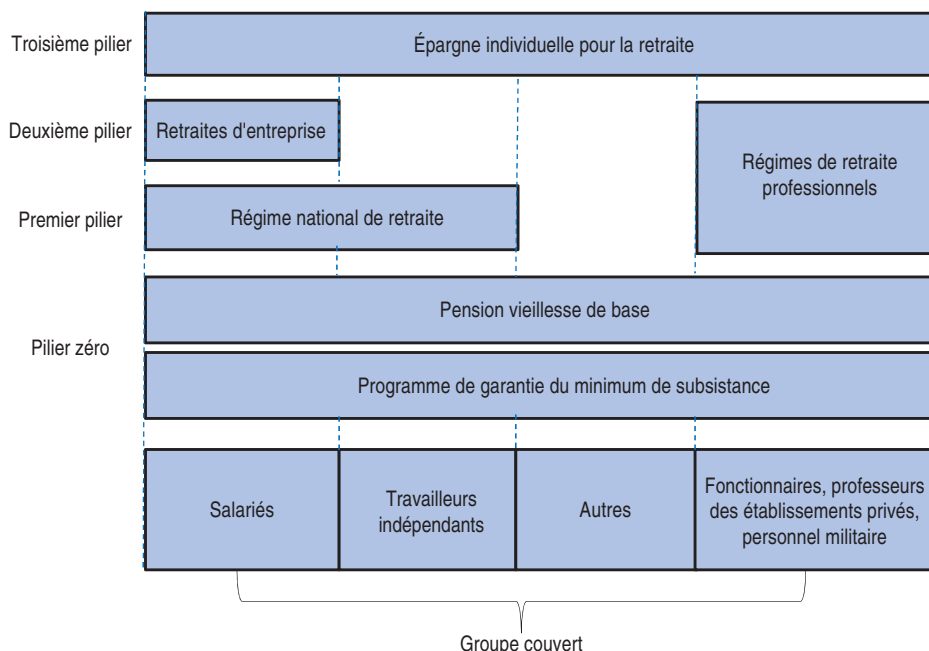 Troisième pilier
Épargne individuelle pour la retraite
Deuxième pilier
Retraites d'entreprise
Régimes de retraite
professionnels
Premier pilier
Régime national de retraite
Pilier zéro
Pension vieillesse de base
Programme de garantie du minimum de subsistance
Salariés
Travailleurs
indépendants
Autres
Fonctionnaires, professeurs
des établissements privés,
personnel militaire
Groupe couvert